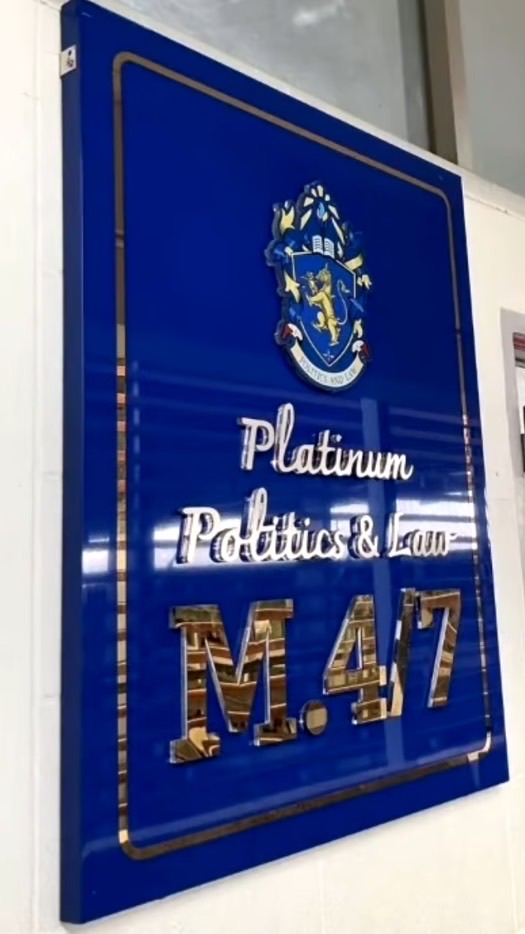 POLITICS AND LAW
Platinum
Politics & Law
M.4/7